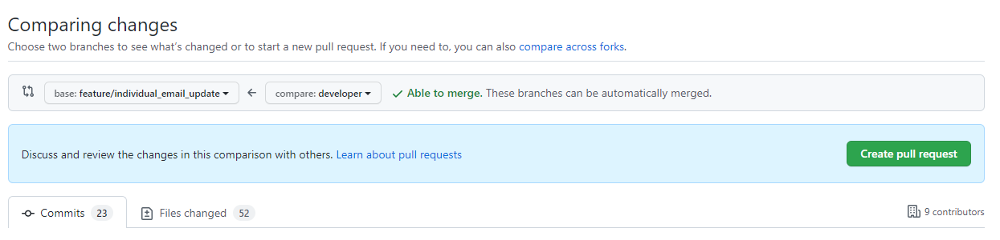 Comparing changes
Choose two branches to see what’s changed or to start a new pull request. If you need to, you can also compare across forks.
base: feature/individual_email_update compare: developer Able to merge. These branches can be automatically merged.
Discuss and review the changes in this comparison with others. Learn about pull requests Create pull request
Commits 23 Files changed 52 9 contributors